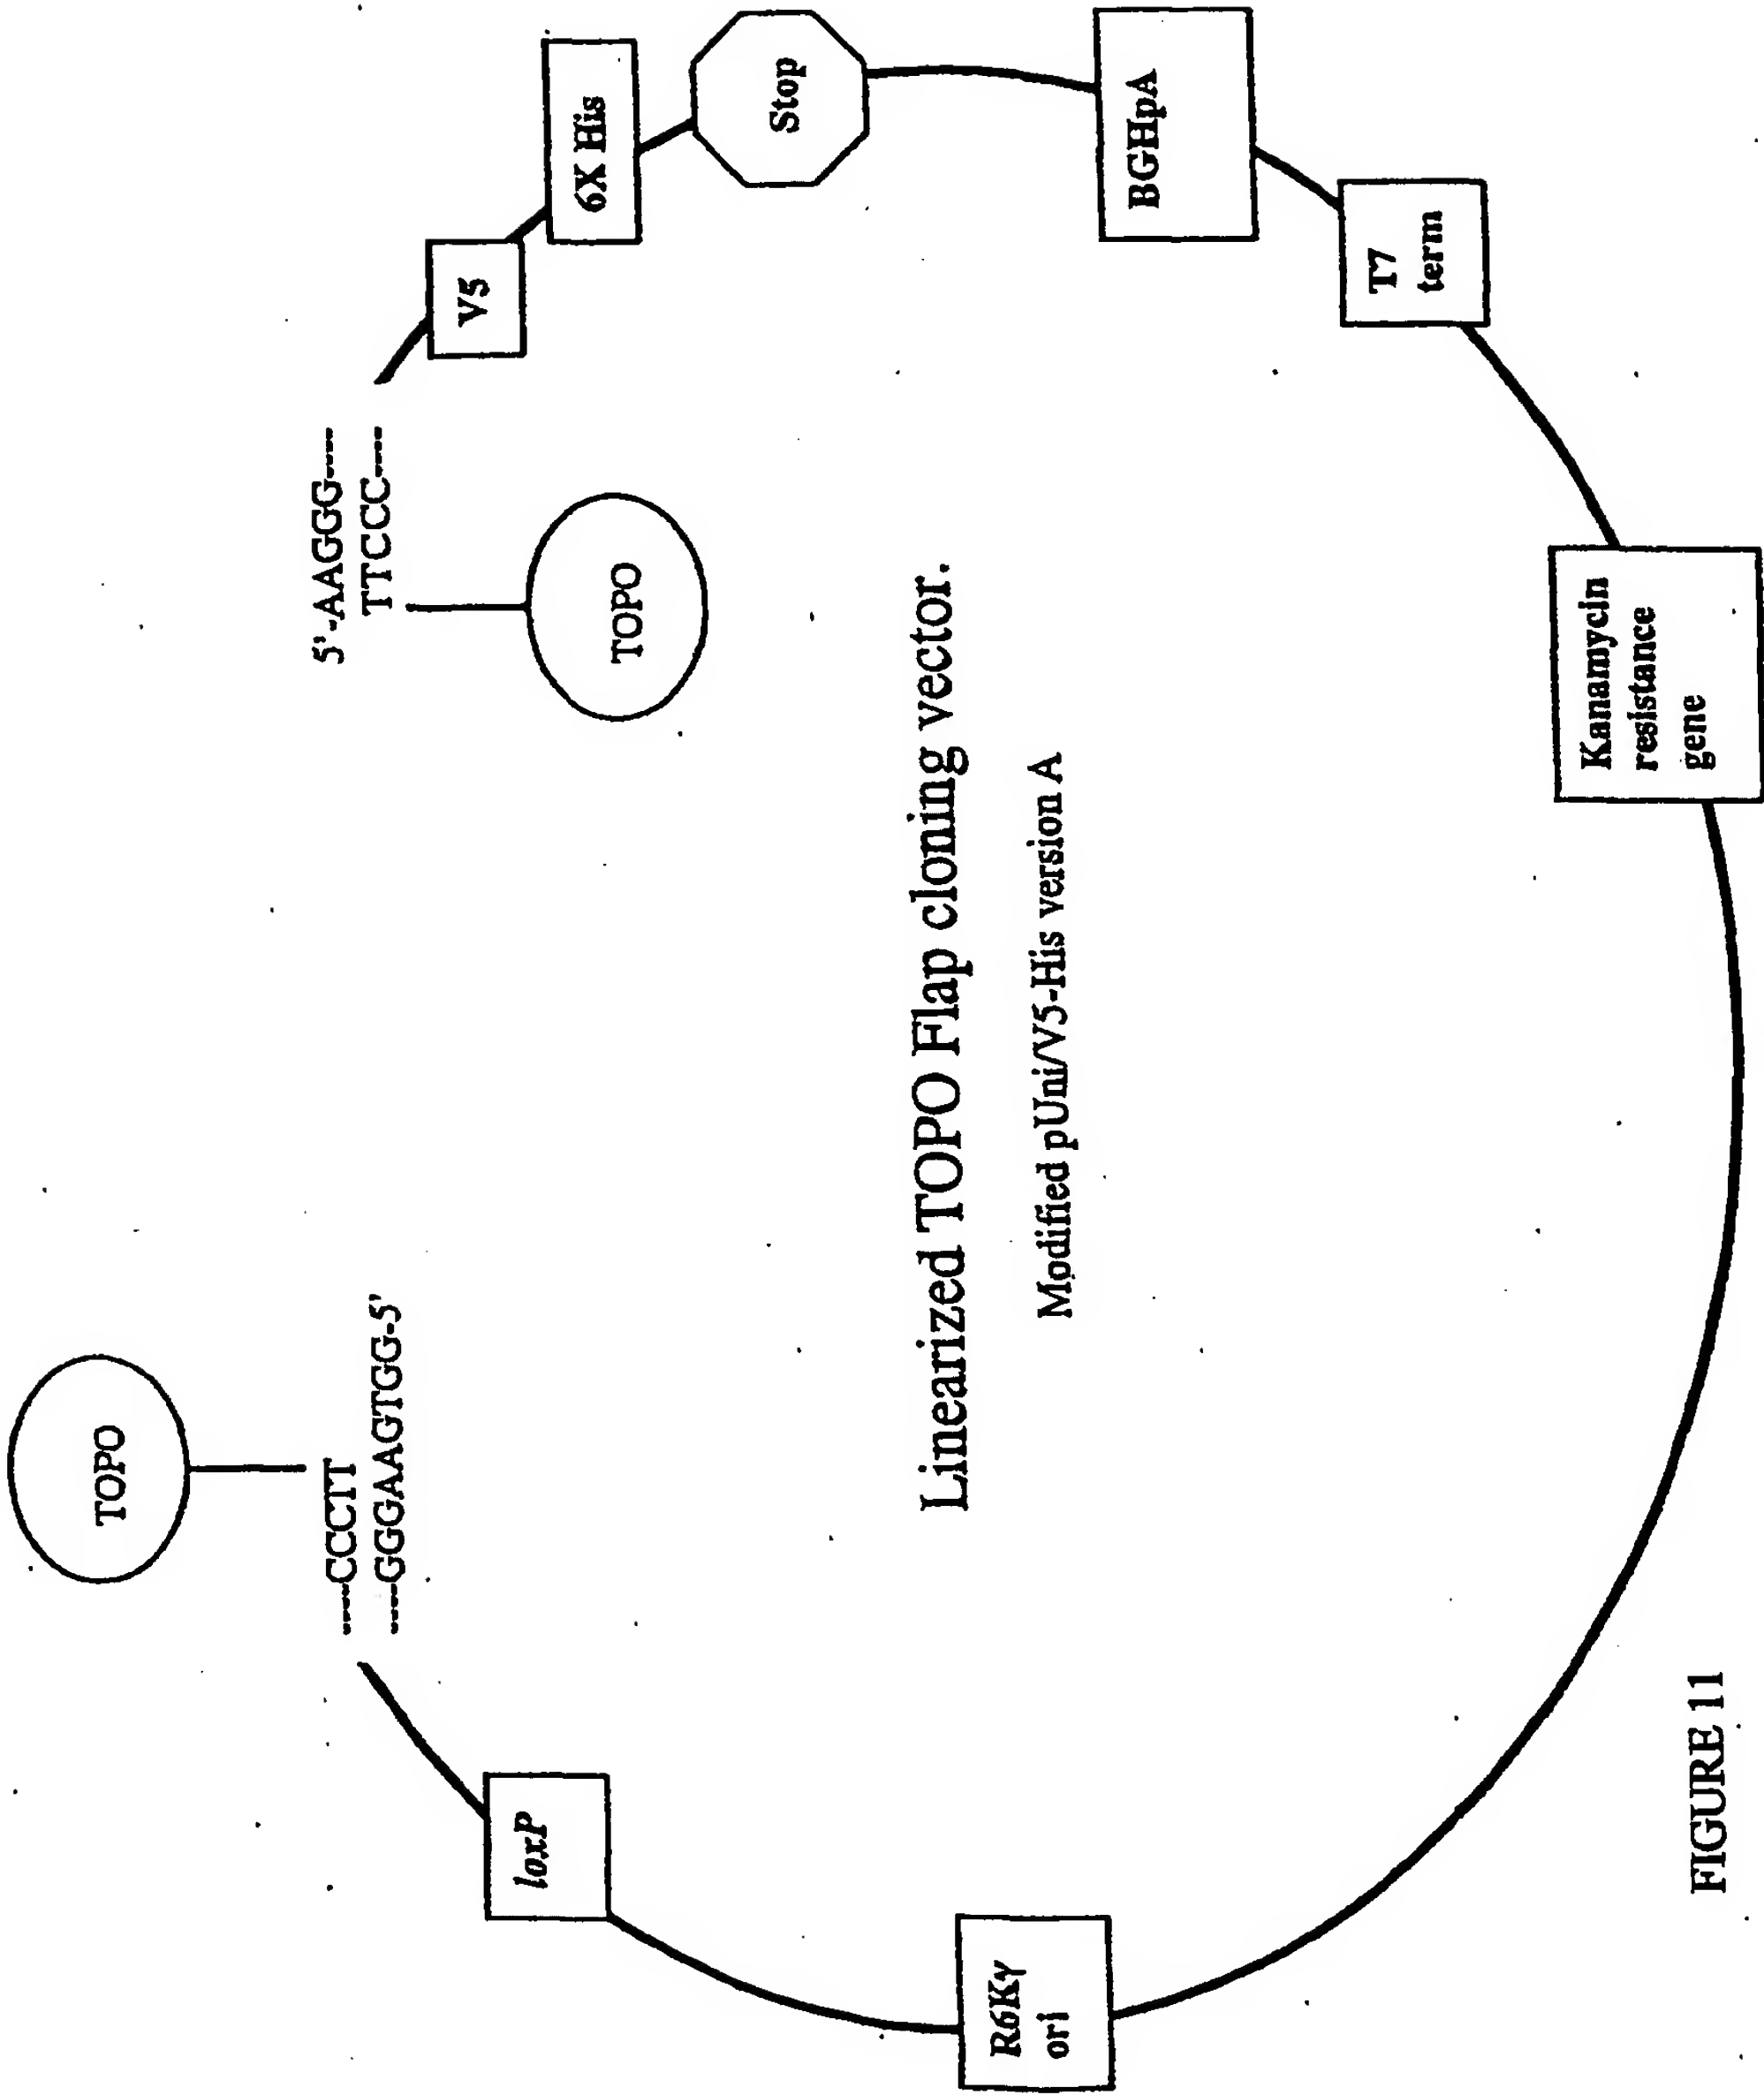 TOPO
----CCCTT
----GGGAAGTGG-5'
5'-AAGGG----
TTCCC----
TOPO
loxP
V5
6X His
Stop
R6Kγ
ori
Linearized TOPO Flap cloning vector.
Modified pUni/V5-His version A
BGHpA
T7
term
Kanamycin
resistance
gene
FIGURE 11